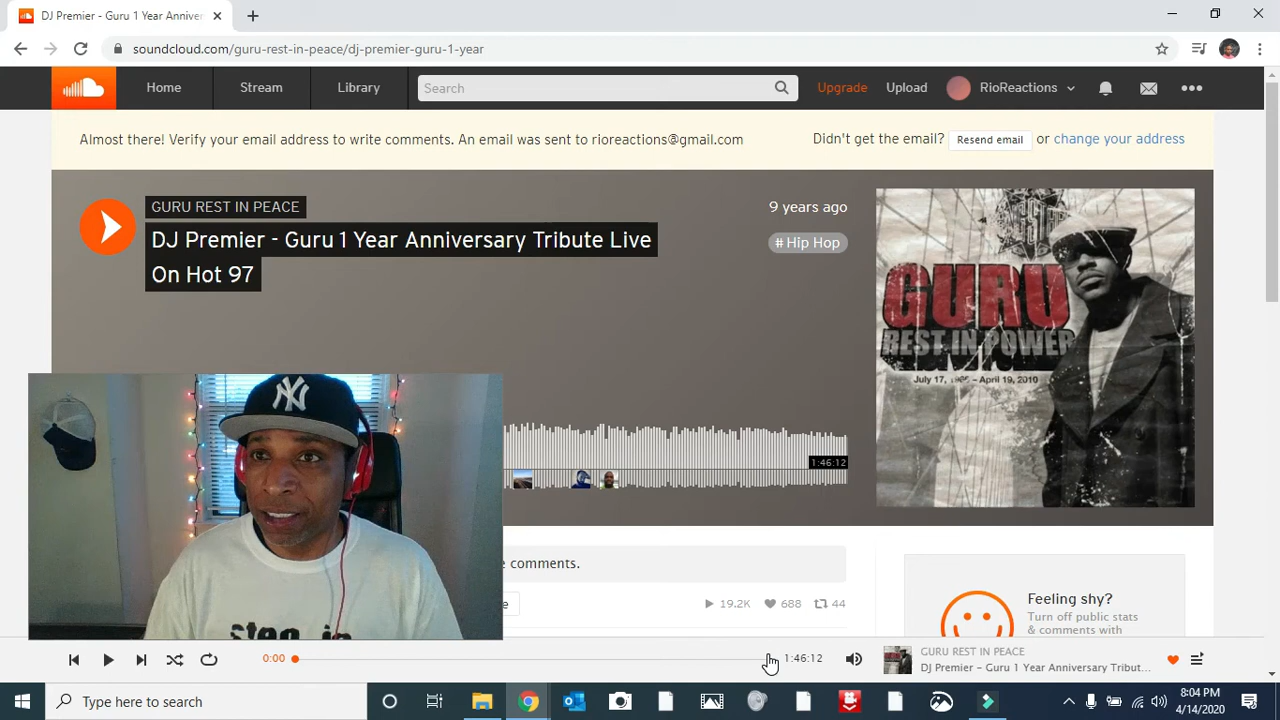 DJ Premier - Guru 1 Year Anniver
soundcloud.com/guru-rest-in-peace/dj-premier-guru-1-year
Home
Stream
Library
Search
Upgrade
Upload
RioReactions
Almost there! Verify your email address to write comments. An email was sent to rioreactions@gmail.com
Didn't get the email? Resend email or change your address
GURU REST IN PEACE
DJ Premier - Guru 1 Year Anniversary Tribute Live
On Hot 97
9 years ago
# Hip Hop
GURU
REST IN POWER
NY
1:46:12
comments.
19.2K
688
44
Feeling shy?
Turn off public stats
& comments with
0:00
1:46:12
GURU REST IN PEACE
DJ Premier - Guru 1 Year Anniversary Tribut...
Type here to search
8:04 PM
4/14/2020